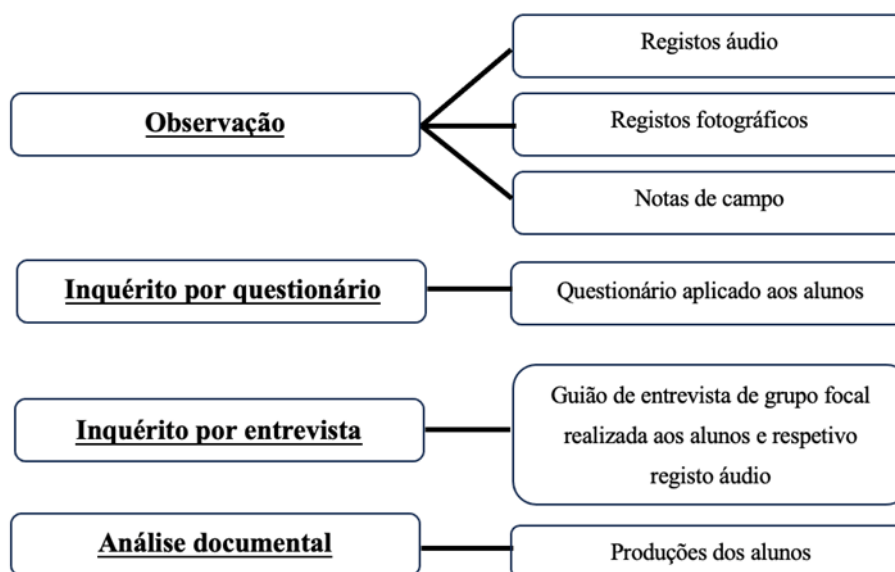 Observação
Registos áudio
Registos fotográficos
Notas de campo
Inquérito por questionário
Questionário aplicado aos alunos
Inquérito por entrevista
Guião de entrevista de grupo focal
realizada aos alunos e respetivo
registo áudio
Análise documental
Produções dos alunos